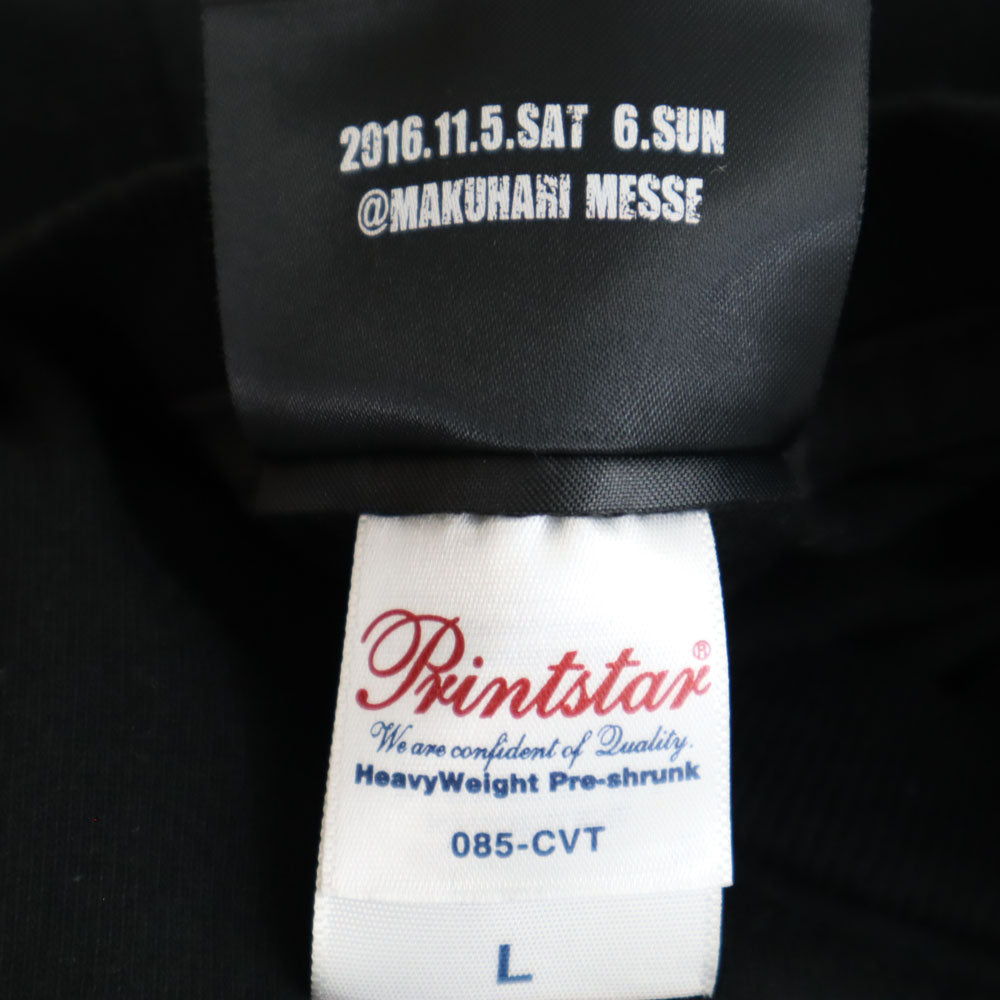 2016.11.5.SAT 6.SUN
@MAKUHARI MESSE
Printstar®
We are confident of Quality.
HeavyWeight Pre-shrunk
085-CVT
L